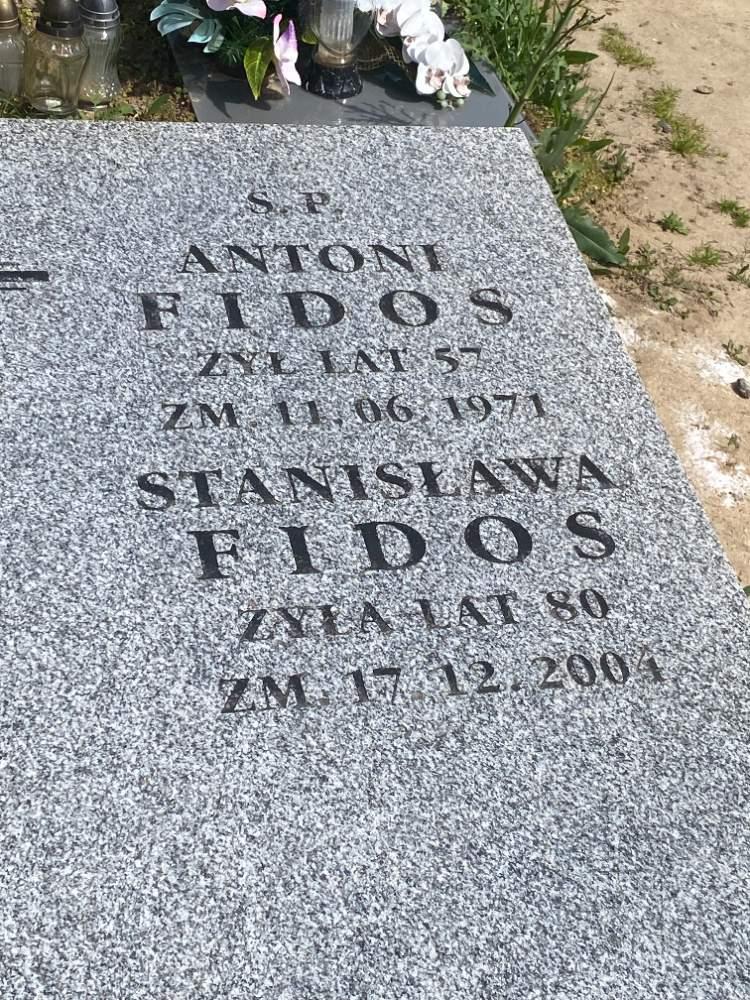 Ś.P.
ANTONI
FIDOS
ŻYŁ LAT 57
ZM. 11.06.1971
STANISŁAWA
FIDOS
ŻYŁA LAT 80
ZM. 17.12.2004